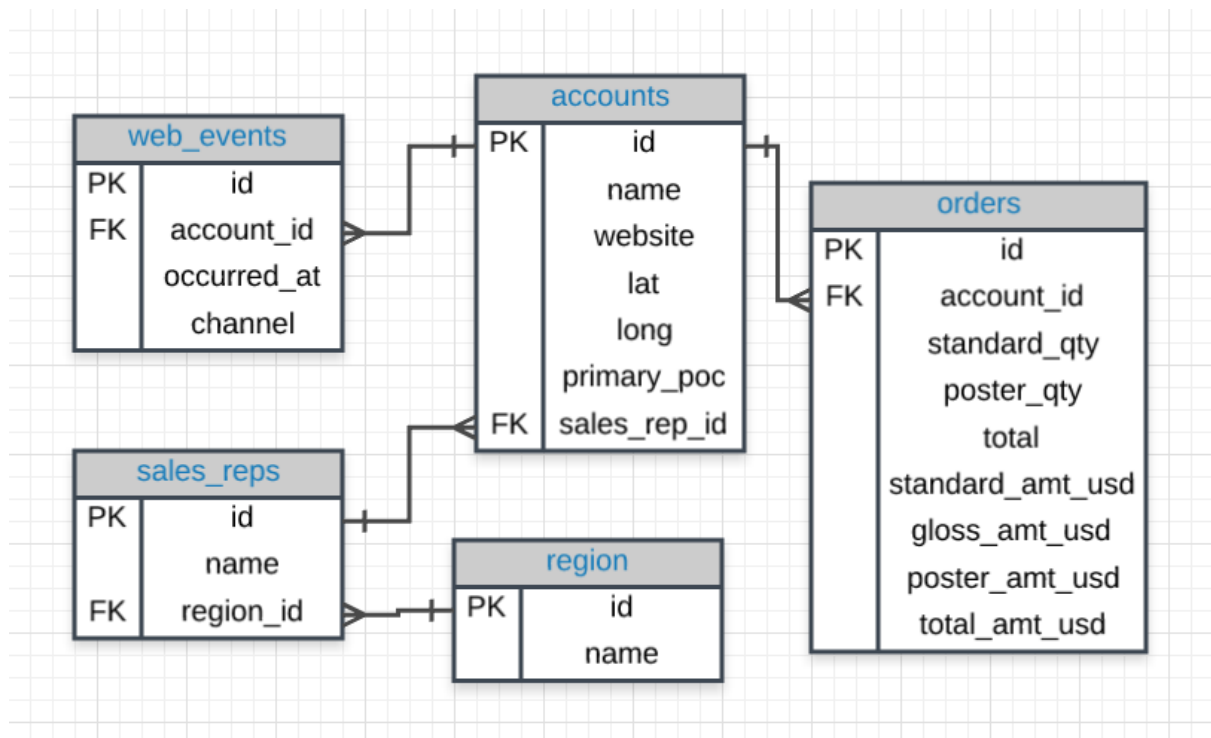 web_events
PK id
FK account_id
occurred_at
channel
accounts
PK id
name
website
lat
long
primary_poc
FK sales_rep_id
orders
PK id
FK account_id
standard_qty
poster_qty
total
standard_amt_usd
gloss_amt_usd
poster_amt_usd
total_amt_usd
sales_reps
PK id
name
FK region_id
region
PK id
name